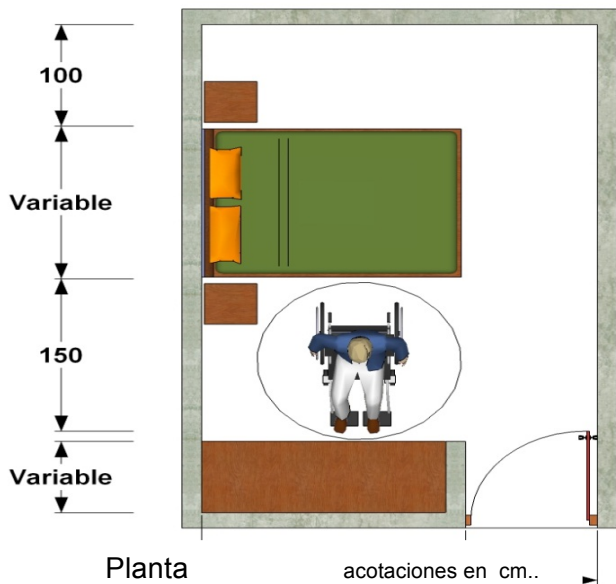 100
Variable
150
Variable
Planta
acotaciones en cm..